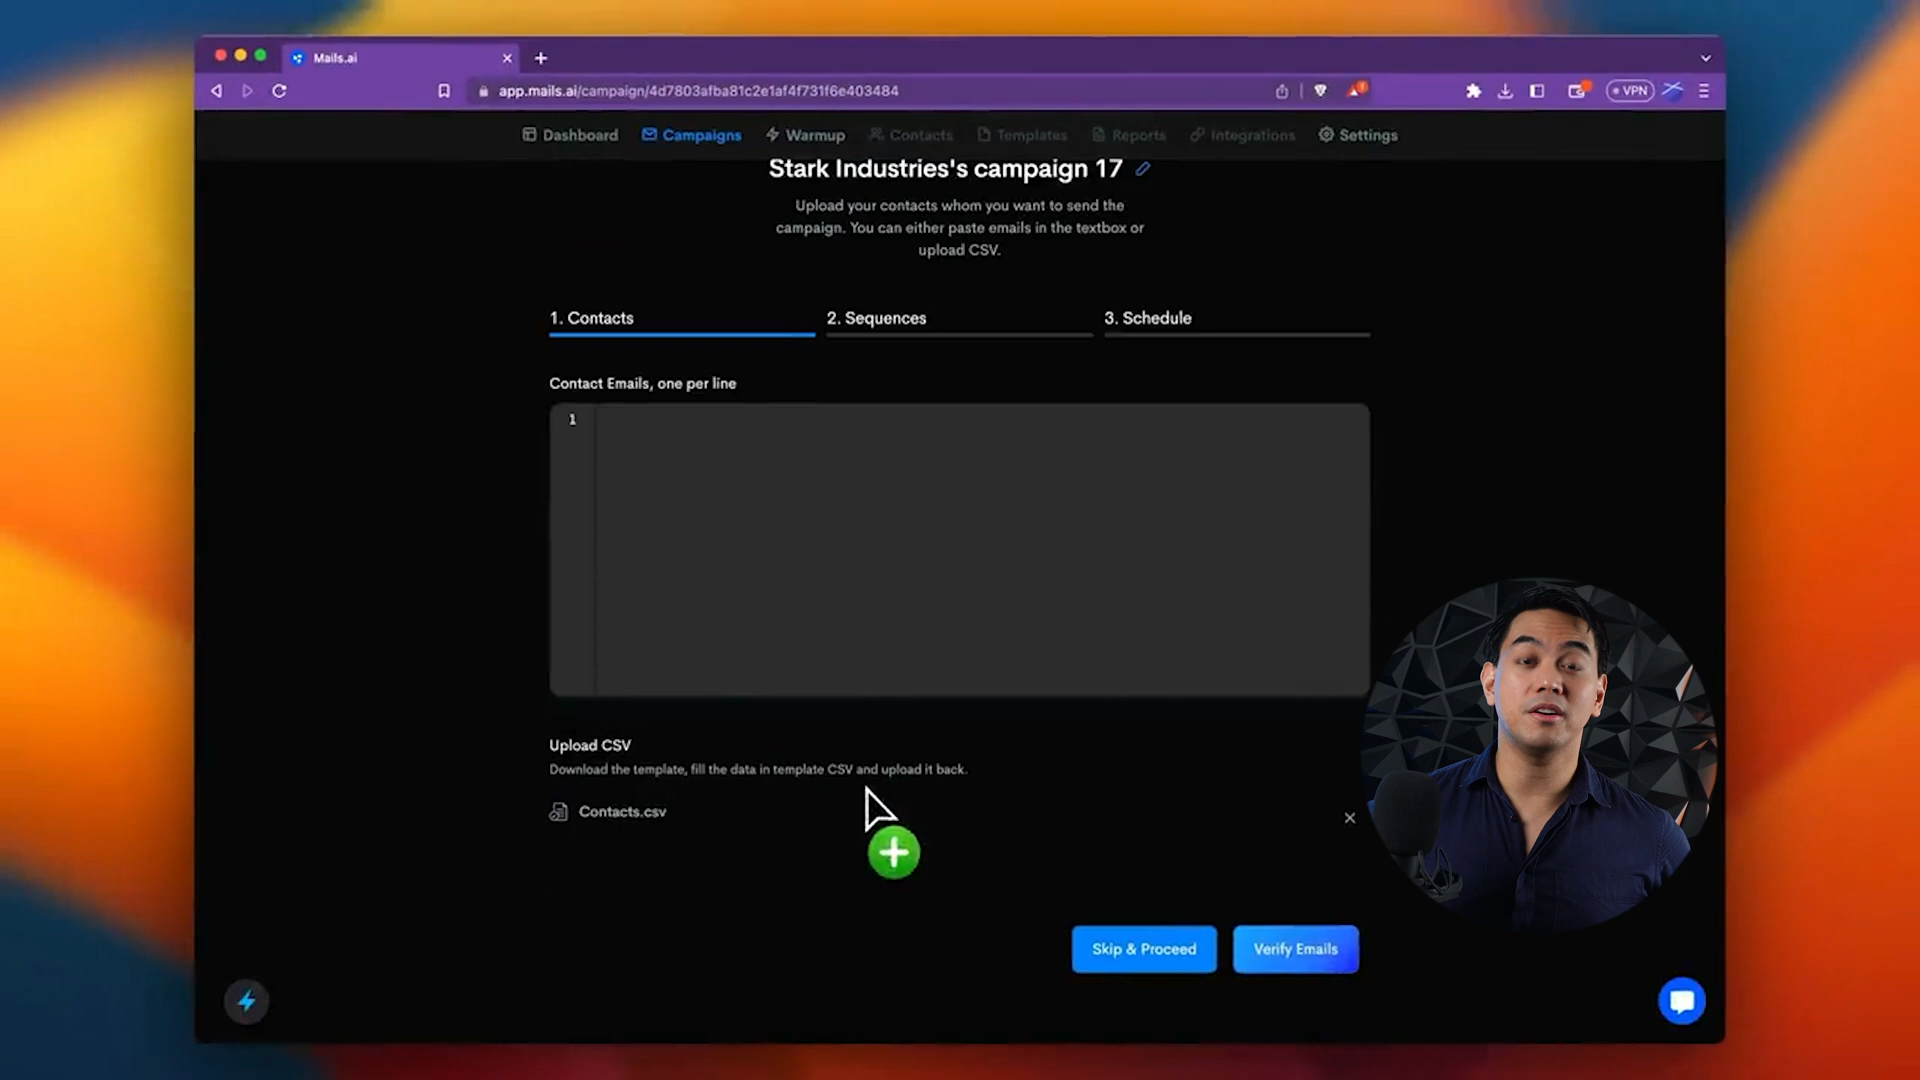 Mails.ai
app.mails.ai/campaign/4d7803afba81c2e1af4f731f6e403484
VPN
Dashboard Campaigns Warmup Contacts Templates Reports Integrations Settings
Stark Industries's campaign 17
Upload your contacts whom you want to send the
campaign. You can either paste emails in the textbox or
upload CSV.
1. Contacts 2. Sequences 3. Schedule
Contact Emails, one per line
1
Upload CSV
Download the template, fill the data in template CSV and upload it back.
Contacts.csv
Skip & Proceed Verify Emails